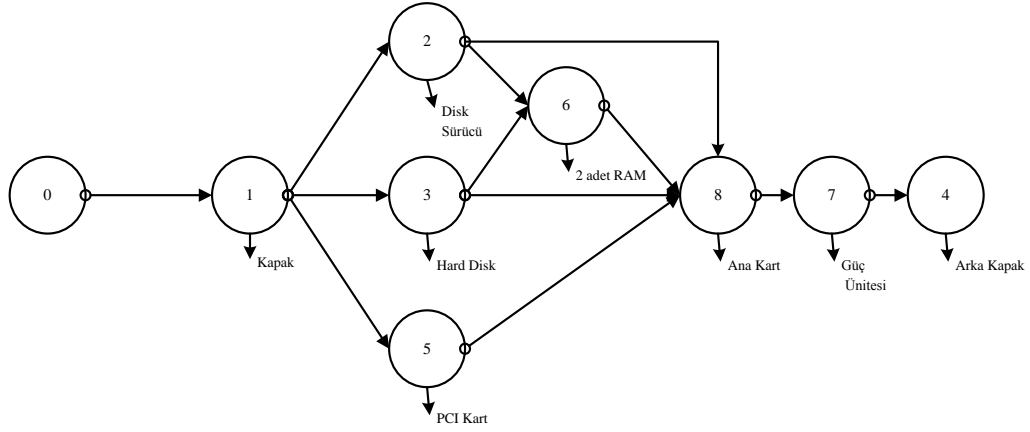 2
Disk
Sürücü
6
2 adet RAM
0
1
Kapak
3
Hard Disk
8
Ana Kart
7
Güç
Ünitesi
4
Arka Kapak
5
PCI Kart